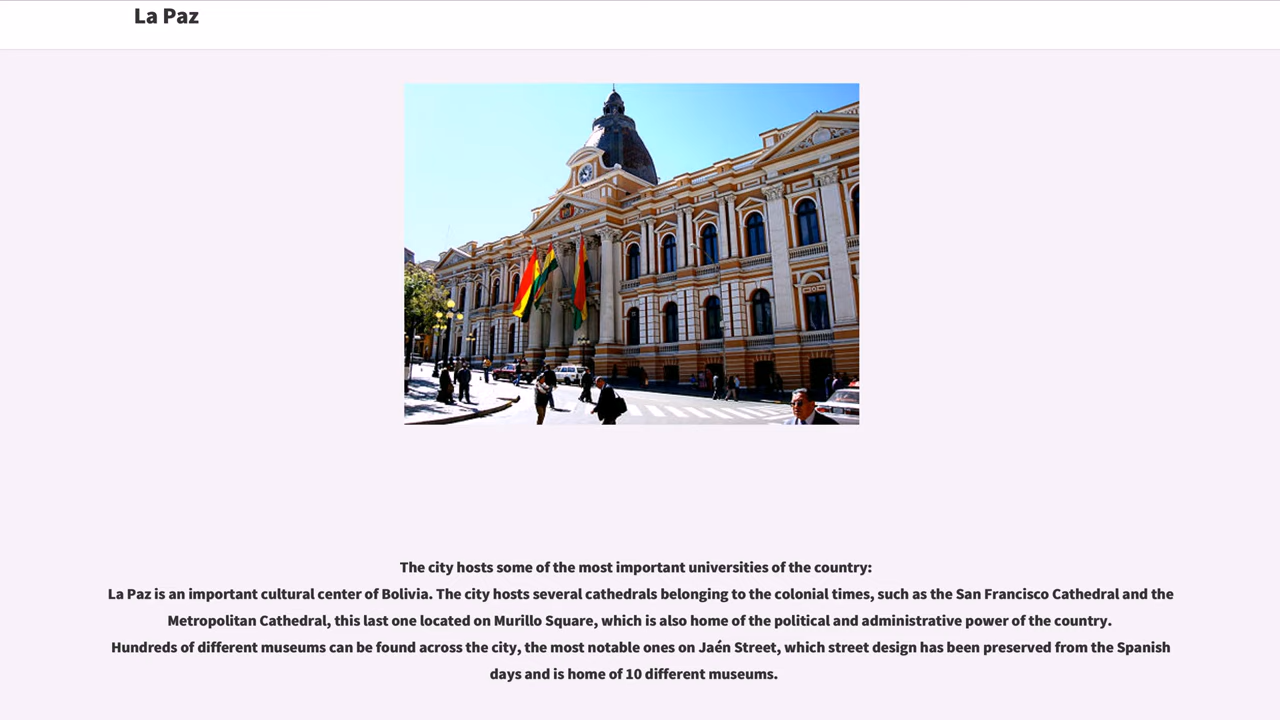 La Paz
The city hosts some of the most important universities of the country:
La Paz is an important cultural center of Bolivia. The city hosts several cathedrals belonging to the colonial times, such as the San Francisco Cathedral and the
Metropolitan Cathedral, this last one located on Murillo Square, which is also home of the political and administrative power of the country.
Hundreds of different museums can be found across the city, the most notable ones on Jaén Street, which street design has been preserved from the Spanish
days and is home of 10 different museums.